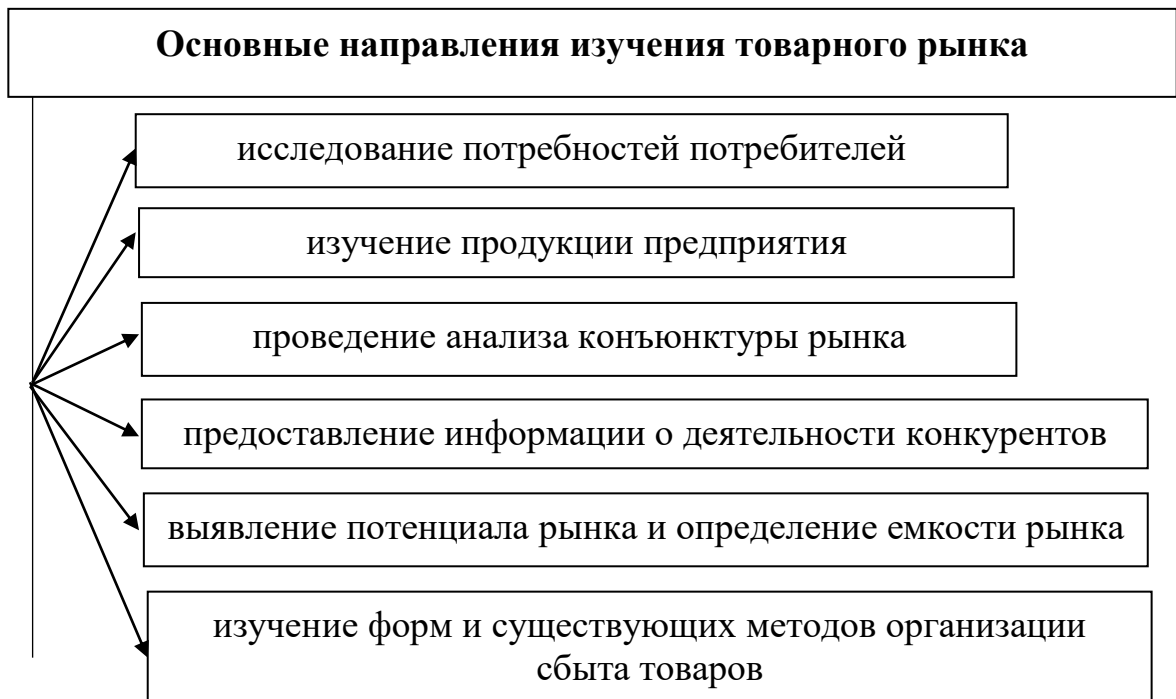 Основные направления изучения товарного рынка
исследование потребностей потребителей
изучение продукции предприятия
проведение анализа конъюнктуры рынка
предоставление информации о деятельности конкурентов
выявление потенциала рынка и определение емкости рынка
изучение форм и существующих методов организации
сбыта товаров